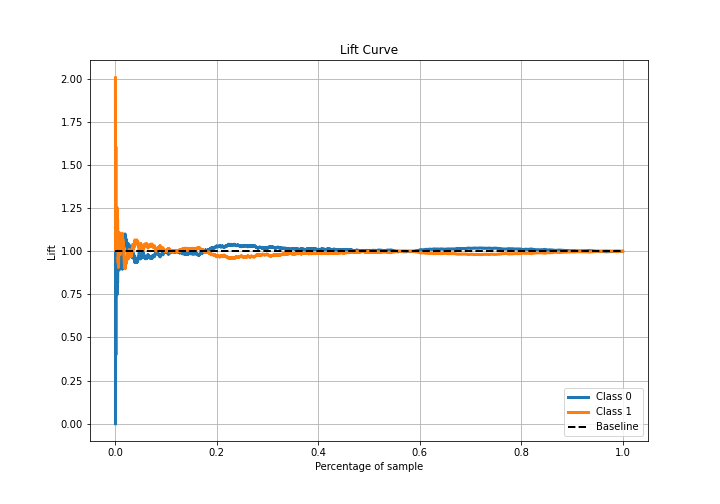 Lift Curve
2.00
1.75
1.50
1.25
1.00
0.75
0.50
0.25
0.00
Lift
0.0 0.2 0.4 0.6 0.8 1.0
Percentage of sample
Class 0
Class 1
Baseline